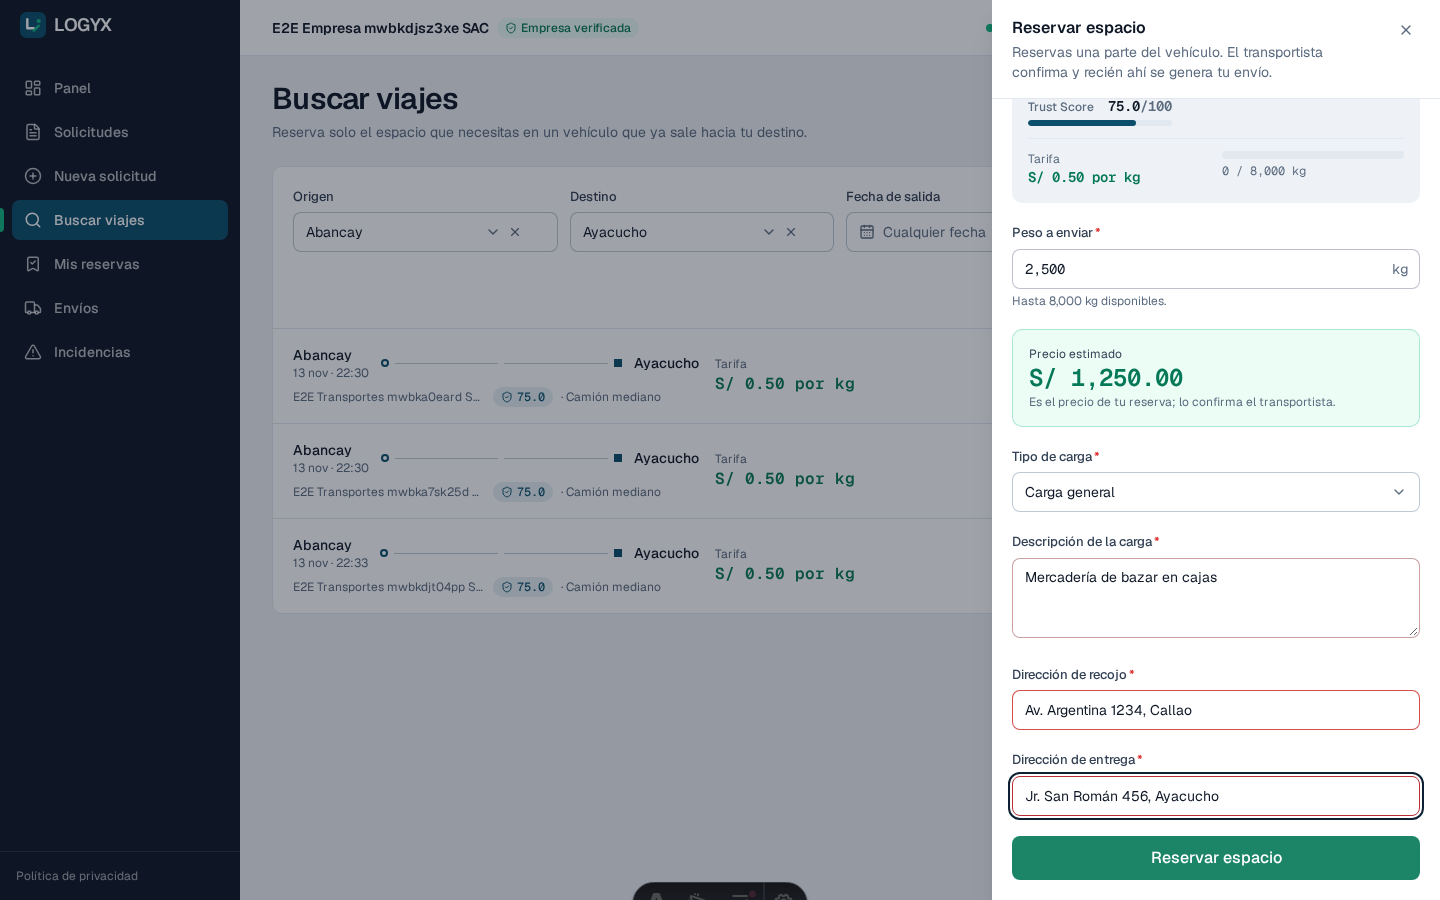 LOGYX
Panel
Solicitudes
Nueva solicitud
Buscar viajes
Mis reservas
Envíos
Incidencias
Política de privacidad
E2E Empresa mwbkdjsz3xe SAC
Empresa verificada
Buscar viajes
Reserva solo el espacio que necesitas en un vehículo que ya sale hacia tu destino.
Origen
Abancay
Destino
Ayacucho
Fecha de salida
Cualquier fecha
Abancay
13 nov · 22:30
Ayacucho
Tarifa
S/ 0.50 por kg
E2E Transportes mwbka0eard S…
75.0
· Camión mediano
Abancay
13 nov · 22:30
Ayacucho
Tarifa
S/ 0.50 por kg
E2E Transportes mwbka7sk25d …
75.0
· Camión mediano
Abancay
13 nov · 22:33
Ayacucho
Tarifa
S/ 0.50 por kg
E2E Transportes mwbkdjt04pp S…
75.0
· Camión mediano
Reservar espacio
Reservas una parte del vehículo. El transportista
confirma y recién ahí se genera tu envío.
Trust Score 75.0/100
Tarifa
S/ 0.50 por kg
0 / 8,000 kg
Peso a enviar *
2,500 kg
Hasta 8,000 kg disponibles.
Precio estimado
S/ 1,250.00
Es el precio de tu reserva; lo confirma el transportista.
Tipo de carga *
Carga general
Descripción de la carga *
Mercadería de bazar en cajas
Dirección de recojo *
Av. Argentina 1234, Callao
Dirección de entrega *
Jr. San Román 456, Ayacucho
Reservar espacio